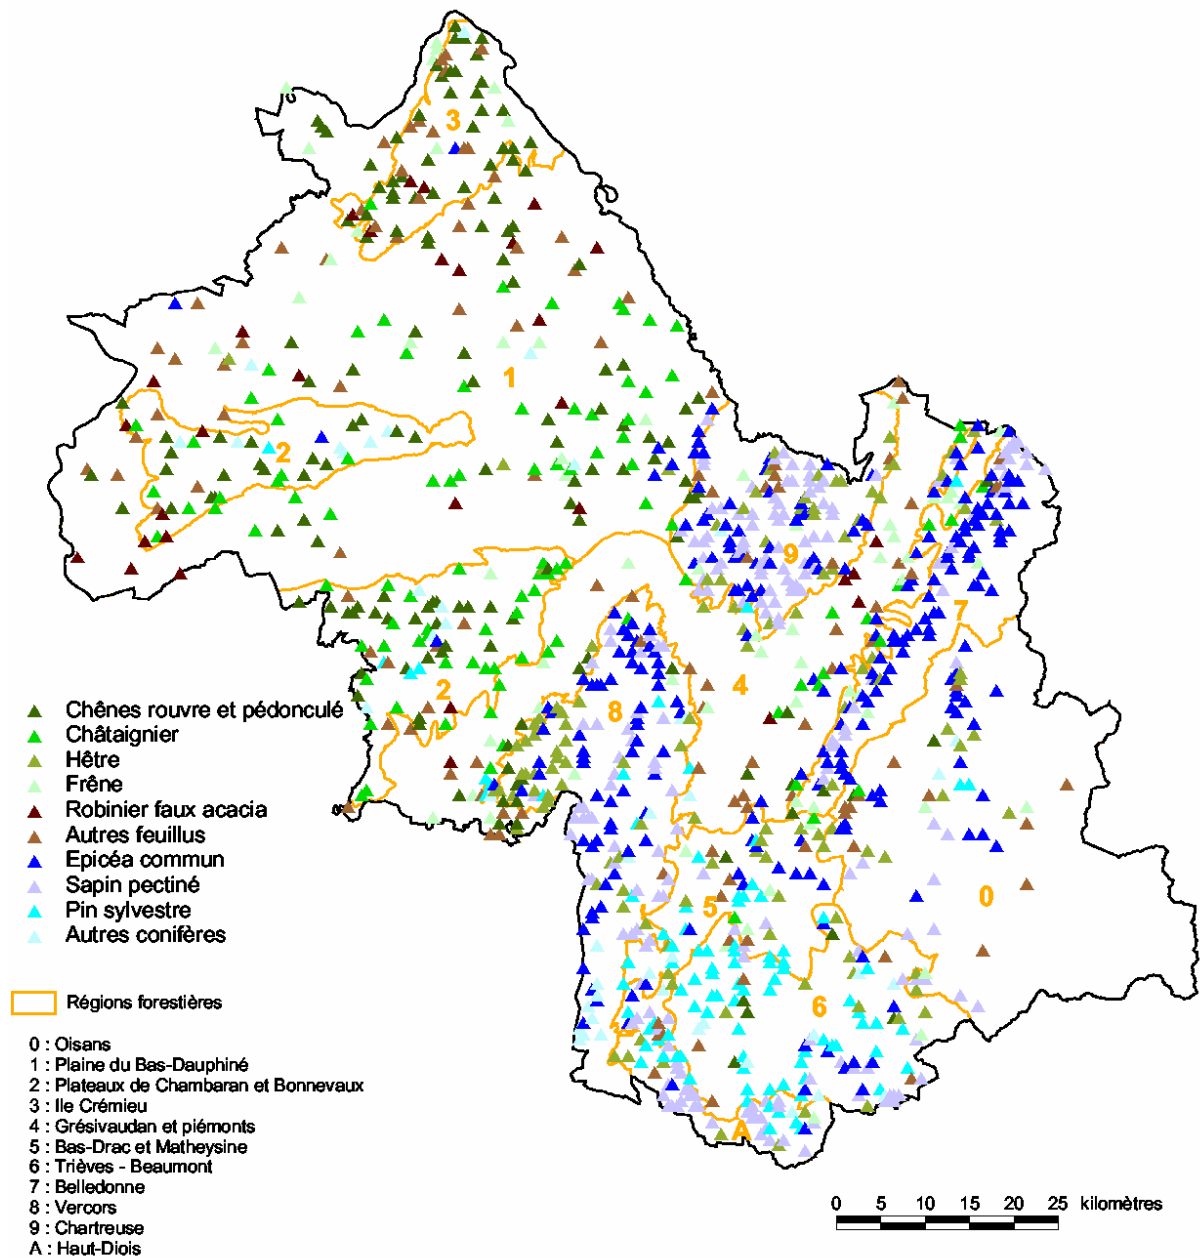 3
1
2
9
7
2
8
4
5
0
6
A
Chênes rouvre et pédonculé
Châtaignier
Hêtre
Frêne
Robinier faux acacia
Autres feuillus
Epicéa commun
Sapin pectiné
Pin sylvestre
Autres conifères
Régions forestières
0 : Oisans
1 : Plaine du Bas-Dauphiné
2 : Plateaux de Chambaran et Bonnevaux
3 : Ile Crémieu
4 : Grésivaudan et piémonts
5 : Bas-Drac et Matheysine
6 : Trièves - Beaumont
7 : Belledonne
8 : Vercors
9 : Chartreuse
A : Haut-Diois
0 5 10 15 20 25 kilomètres